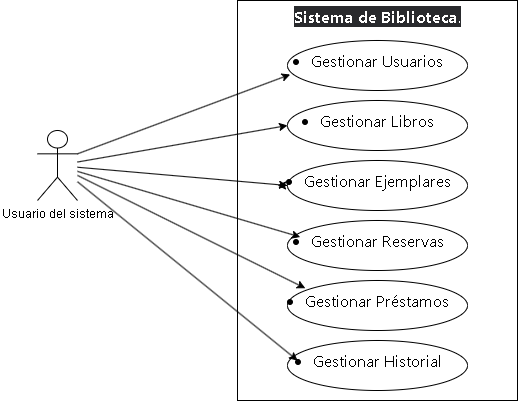 Sistema de Biblioteca.
• Gestionar Usuarios
• Gestionar Libros
• Gestionar Ejemplares
• Gestionar Reservas
• Gestionar Préstamos
• Gestionar Historial
Usuario del sistema